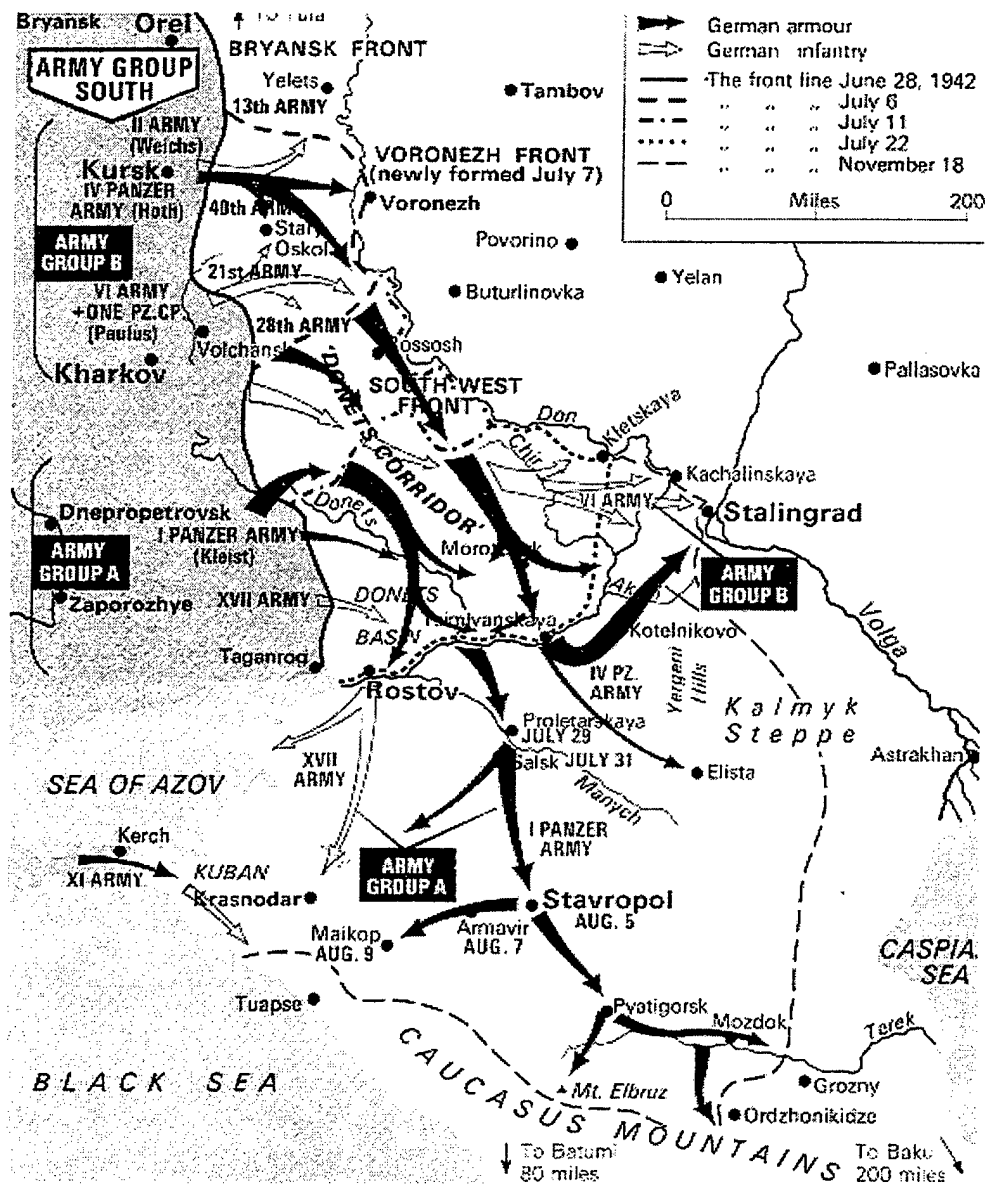 Bryansk
Orel
To Tula
BRYANSK FRONT
ARMY GROUP
SOUTH
Yelets
13th ARMY
Tambov
II ARMY
(Weichs)
Kursk
IV PANZER
ARMY (Hoth)
40th ARMY
Stary
Oskol
VORONEZH FRONT
(newly formed July 7)
Voronezh
ARMY
GROUP B
21st ARMY
Povorino
Yelan
VI ARMY
+ONE PZ.CP.
(Paulus)
28th ARMY
Buturlinovka
Volchansk
Rossosh
Kharkov
Pallasovka
SOUTH-WEST
FRONT
'DONETS CORRIDOR'
Don
Kletskaya
Chir
Kachalinskaya
VI ARMY
Stalingrad
Donets
Dnepropetrovsk
I PANZER ARMY
(Kleist)
ARMY
GROUP A
Zaporozhye
XVII ARMY
DONETS
BASIN
ARMY
GROUP B
Tsimlyanskaya
Kotelnikovo
Volga
Taganrog
Rostov
IV PZ.
ARMY
Yergeni
Hills
Kalmyk
Steppe
Proletarskaya
JULY 29
Salsk JULY 31
Astrakhan
Elista
Manych
XVII
ARMY
SEA OF AZOV
Kerch
XI ARMY
KUBAN
Krasnodar
ARMY
GROUP A
I PANZER
ARMY
Stavropol
AUG. 5
Armavir
AUG. 7
Maikop
AUG. 9
CASPIA
SEA
Tuapse
Pyatigorsk
Mozdok
Terek
BLACK SEA
CAUCASUS MOUNTAINS
Mt. Elbruz
Grozny
Ordzhonikidze
To Batum
80 miles
To Baku
200 miles
German armour
German infantry
The front line June 28, 1942
" " " July 6
" " " July 11
" " " July 22
" " " November 18
0 Miles 200